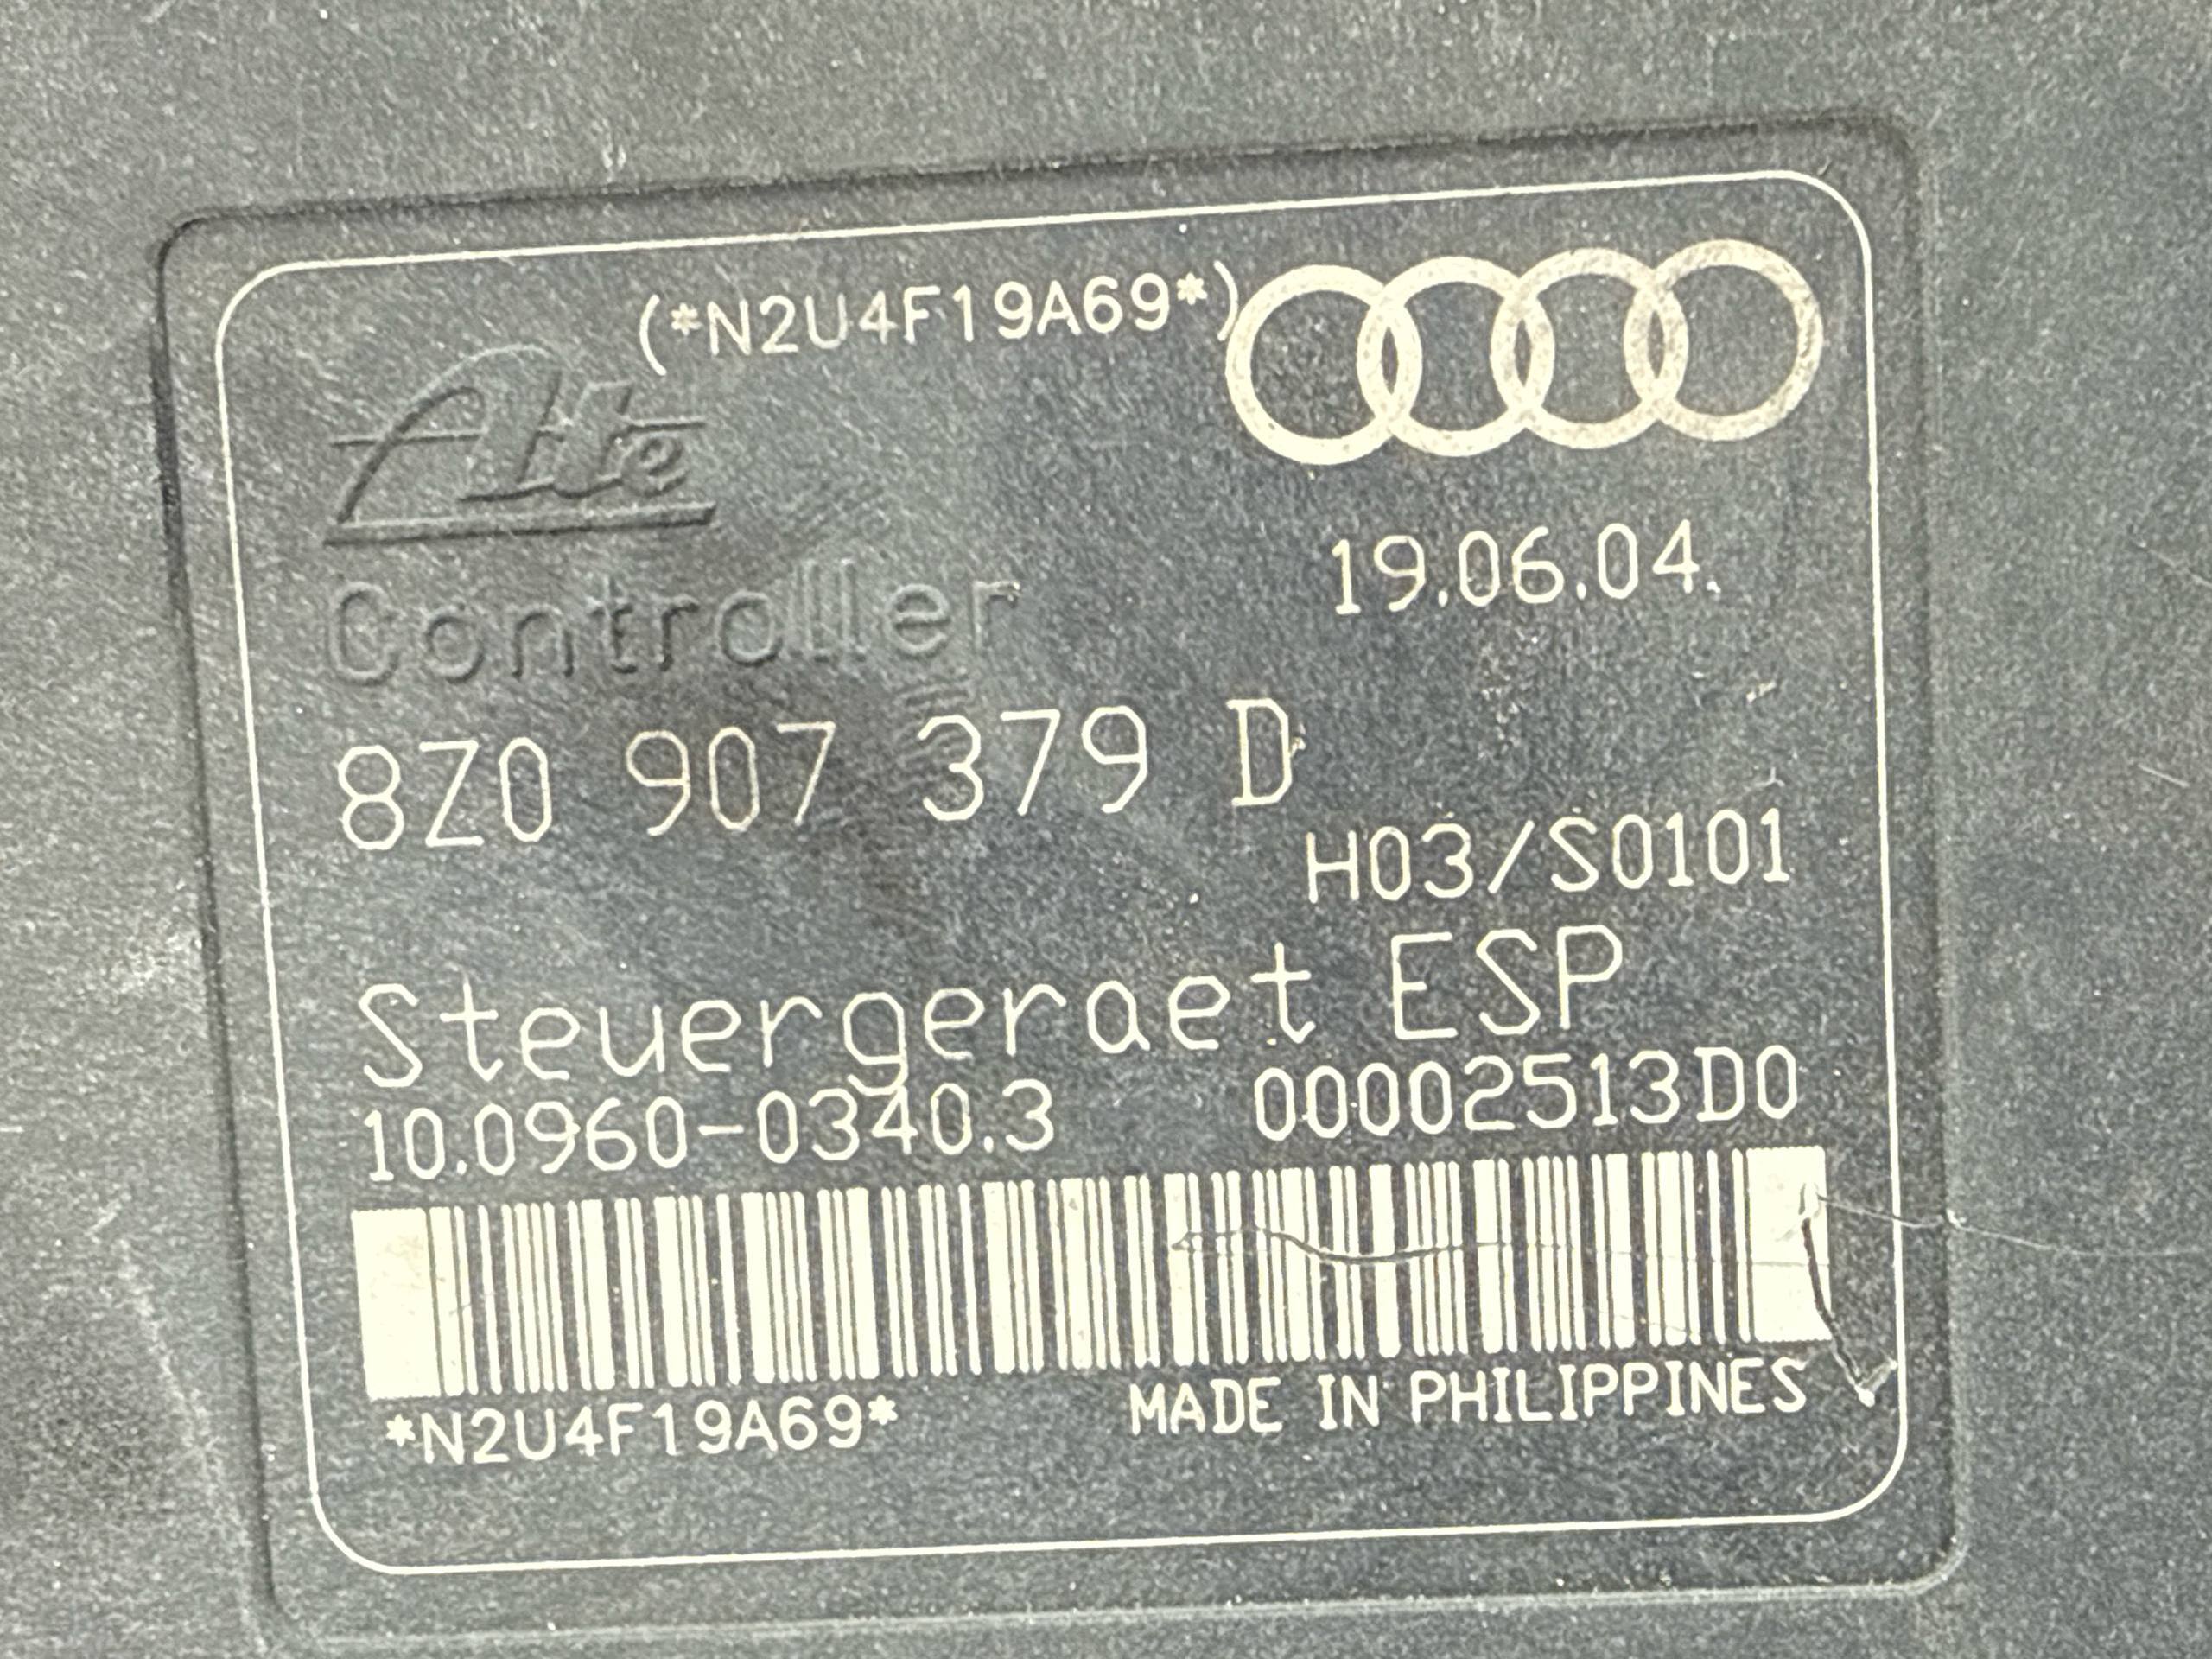 (*N2U4F19A69*)
Ate
Controller
19.06.04.
8Z0 907 379 D
H03/S0101
Steuergeraet ESP
10.0960-0340.3 00002513D0
*N2U4F19A69* MADE IN PHILIPPINES